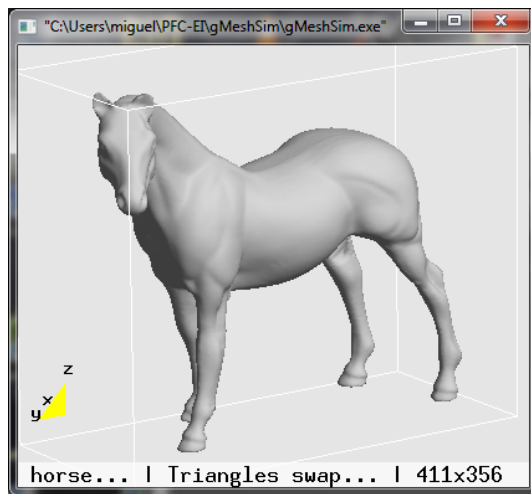 "C:\Users\miguel\PFC-EI\gMeshSim\gMeshSim.exe"
z
x
y
horse... | Triangles swap... | 411x356